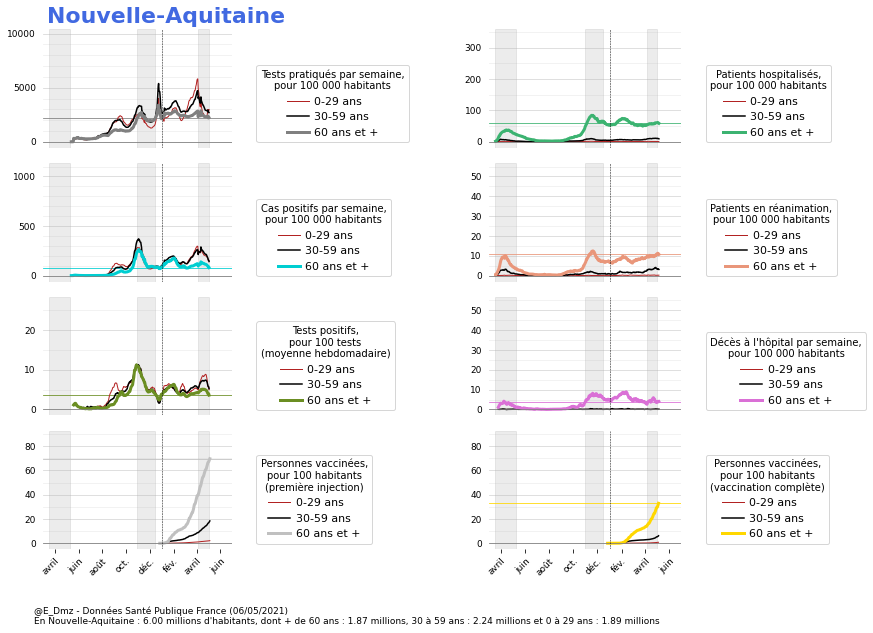 Nouvelle-Aquitaine
10000
5000
0
Tests pratiqués par semaine,
pour 100 000 habitants
0-29 ans
30-59 ans
60 ans et +
300
200
100
0
Patients hospitalisés,
pour 100 000 habitants
0-29 ans
30-59 ans
60 ans et +
1000
500
0
Cas positifs par semaine,
pour 100 000 habitants
0-29 ans
30-59 ans
60 ans et +
50
40
30
20
10
0
Patients en réanimation,
pour 100 000 habitants
0-29 ans
30-59 ans
60 ans et +
20
10
0
Tests positifs,
pour 100 tests
(moyenne hebdomadaire)
0-29 ans
30-59 ans
60 ans et +
50
40
30
20
10
0
Décès à l'hôpital par semaine,
pour 100 000 habitants
0-29 ans
30-59 ans
60 ans et +
80
60
40
20
0
avril
juin
août
oct.
déc.
fév.
avril
juin
Personnes vaccinées,
pour 100 habitants
(première injection)
0-29 ans
30-59 ans
60 ans et +
80
60
40
20
0
avril
juin
août
oct.
déc.
fév.
avril
juin
Personnes vaccinées,
pour 100 habitants
(vaccination complète)
0-29 ans
30-59 ans
60 ans et +
@E_Dmz - Données Santé Publique France (06/05/2021)
En Nouvelle-Aquitaine : 6.00 millions d'habitants, dont + de 60 ans : 1.87 millions, 30 à 59 ans : 2.24 millions et 0 à 29 ans : 1.89 millions